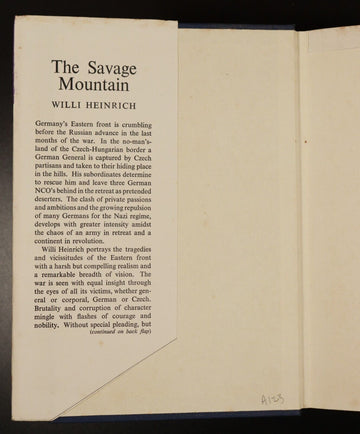 The Savage
Mountain
WILLI HEINRICH
Germany's Eastern front is crumbling
before the Russian advance in the last
months of the war. In the no-man's-
land of the Czech-Hungarian border a
German General is captured by Czech
partisans and taken to their hiding place
in the hills. His subordinates determine
to rescue him and leave three German
NCO's behind in the retreat as pretended
deserters. The clash of private passions
and ambitions and the growing repulsion
of many Germans for the Nazi regime,
develops with greater intensity amidst
the chaos of an army in retreat and a
continent in revolution.
Willi Heinrich portrays the tragedies
and vicissitudes of the Eastern front
with a harsh but compelling realism and
a remarkable breadth of vision. The
war is seen with equal insight through
the eyes of all its victims, whether gen-
eral or corporal, German or Czech.
Brutality and corruption of character
mingle with flashes of courage and
nobility. Without special pleading, but
(continued on back flap)
A123